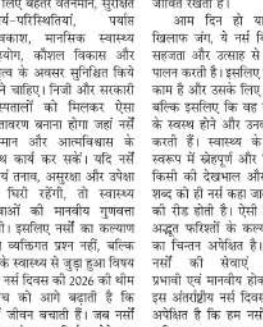 लिए बेहतर वेतनमान, सुरक्षित
र्य-परिस्थितियां, पर्याप्त
वकाश, मानसिक स्वास्थ्य
योग, कौशल विकास और
त्व के अवसर सुनिश्चित किये
ने चाहिए। निजी और सरकारी
स्पतालों को मिलकर ऐसा
तावरण बनाना होगा जहां नर्सें
म्मान और आत्मविश्वास के
थ कार्य कर सकें। यदि नर्सें
यं तनाव, असुरक्षा और उपेक्षा
घिरी रहेंगी, तो स्वास्थ्य
वाओं की मानवीय गुणवत्ता
गी। इसलिए नर्सों का कल्याण
व्यक्तिगत प्रश्न नहीं, बल्कि
के स्वास्थ्य से जुड़ा हुआ विषय
नर्स दिवस की 2026 की थीम
च को आगे बढ़ाती है कि
जीवन बचाती हैं। जब नर्सों
जीवित रखती है।
आम दिन हो या
खिलाफ जंग, ये नर्स बि
सहजता और उत्साह से
पालन करती है। इसलिए
काम है और उसके लिए
बल्कि इसलिए कि वह
के स्वस्थ होने और उनव
करती हैं। स्वास्थ्य के
स्वरूप में स्नेहपूर्ण और
किसी की देखभाल और
शब्द को ही नर्स कहा जाता
की रीड होती है। ऐसी
अद्भुत फरिश्तों के कल्य
का चिन्तन अपेक्षित है।
नर्सों की सेवाएं
प्रभावी एवं मानवीय होक
इस अंतर्राष्ट्रीय नर्स दिवस
अपेक्षित है कि हम नर्सो